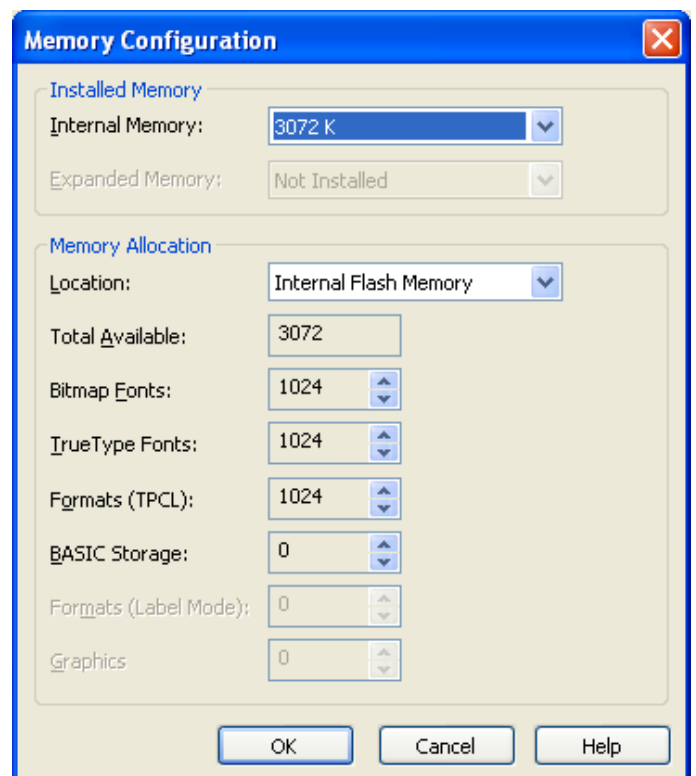 Memory Configuration
Installed Memory
Internal Memory: 3072 K
Expanded Memory: Not Installed
Memory Allocation
Location: Internal Flash Memory
Total Available: 3072
Bitmap Fonts: 1024
TrueType Fonts: 1024
Formats (TPCL): 1024
BASIC Storage: 0
Formats (Label Mode): 0
Graphics 0
OK Cancel Help